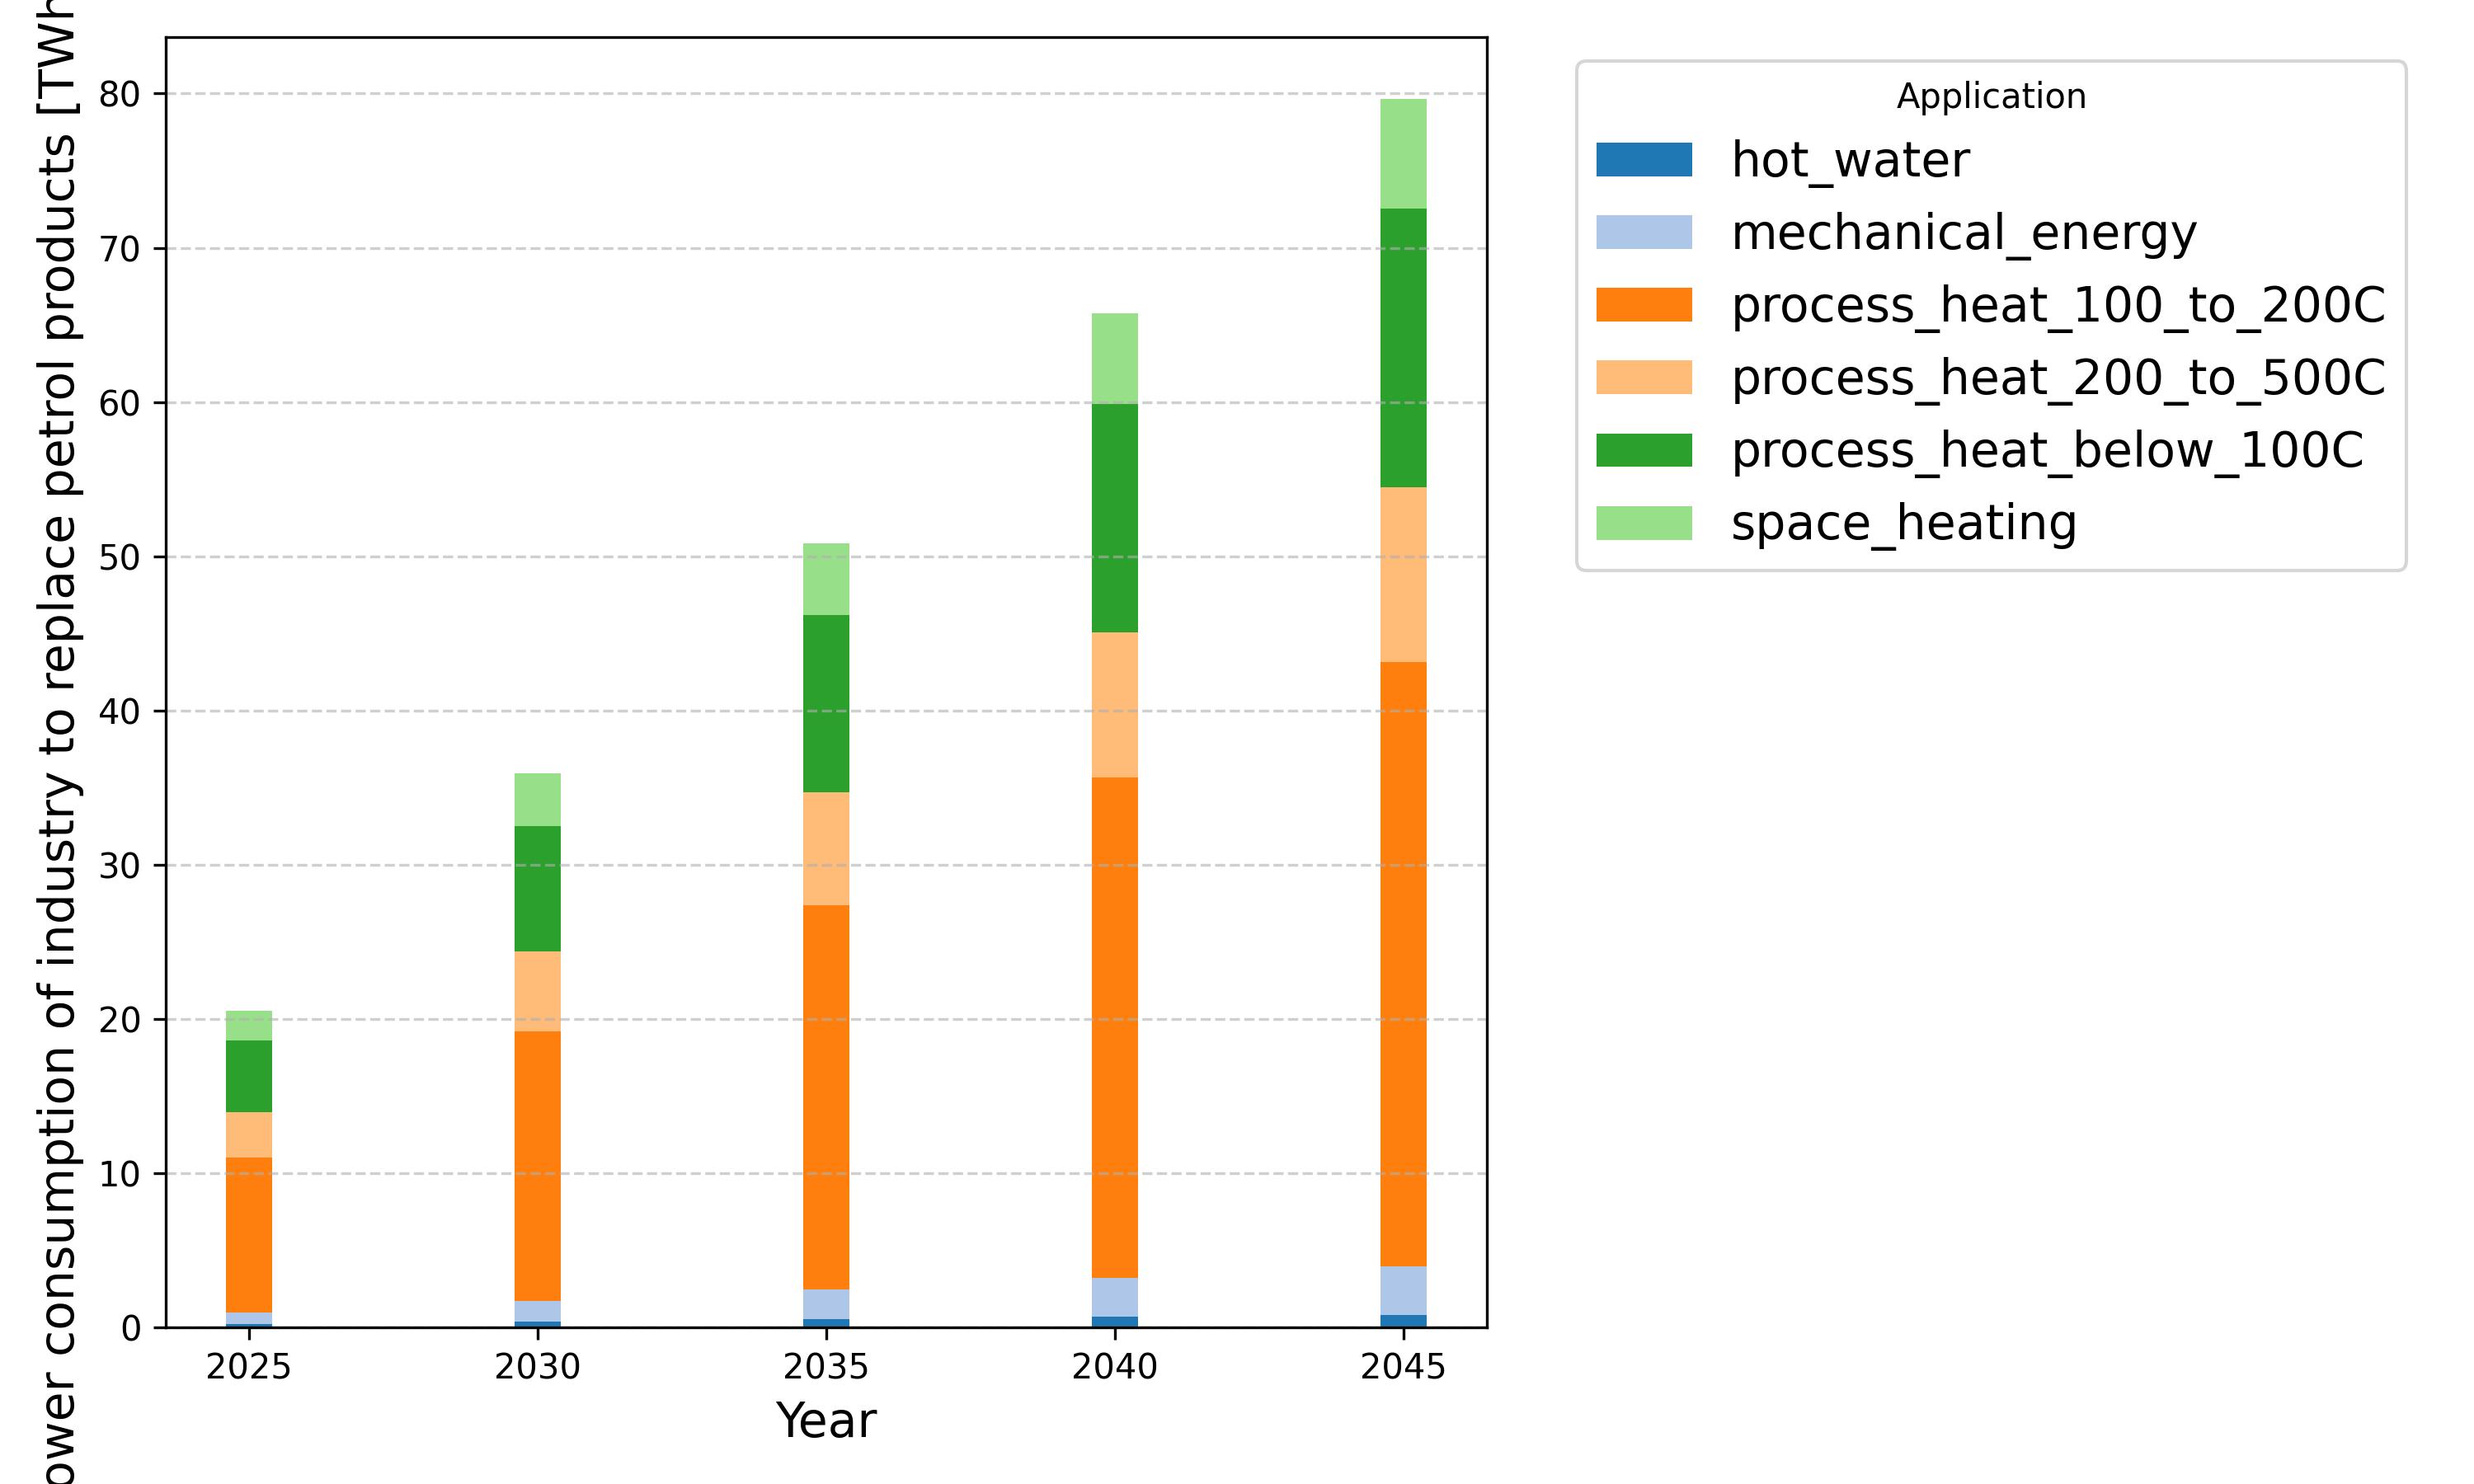 ower consumption of industry to replace petrol products [TWh
80
70
60
50
40
30
20
10
0
2025 2030 2035 2040 2045
Year
Application
hot_water
mechanical_energy
process_heat_100_to_200C
process_heat_200_to_500C
process_heat_below_100C
space_heating